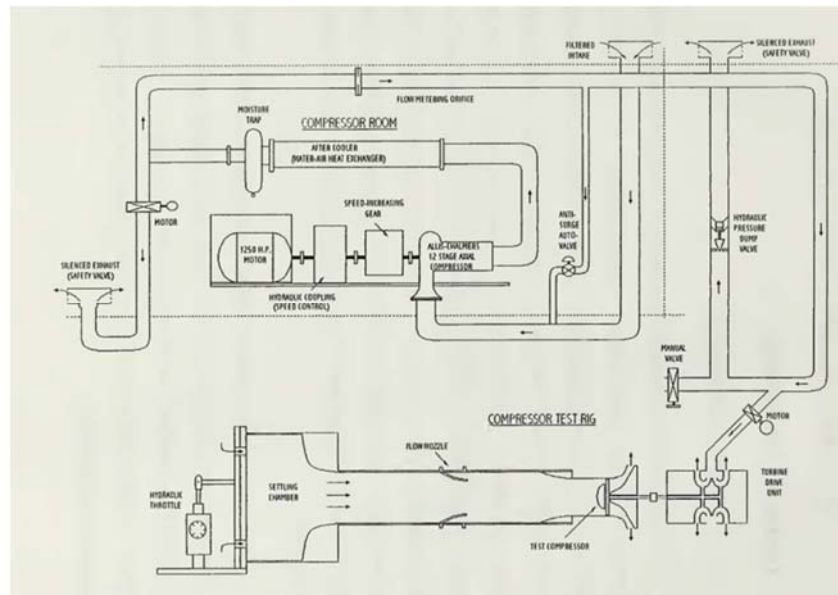 FILTERED
INTAKE
SILENCED EXHAUST
(SAFETY VALVE)
FLOW METERING ORIFICE
MOISTURE
TRAP
COMPRESSOR ROOM
AFTER COOLER
(WATER-AIR HEAT EXCHANGER)
MOTOR
SPEED-INCREASING
GEAR
1250 H.P.
MOTOR
ALLIS-CHALMERS
12 STAGE AXIAL
COMPRESSOR
ANTI-
SURGE
AUTO-
VALVE
HYDRAULIC
PRESSURE
DUMP
VALVE
SILENCED EXHAUST
(SAFETY VALVE)
HYDRAULIC COUPLING
(SPEED CONTROL)
MANUAL
VALVE
COMPRESSOR TEST RIG
MOTOR
FLOW NOZZLE
HYDRAULIC
THROTTLE
SETTLING
CHAMBER
TURBINE
DRIVE
UNIT
TEST COMPRESSOR